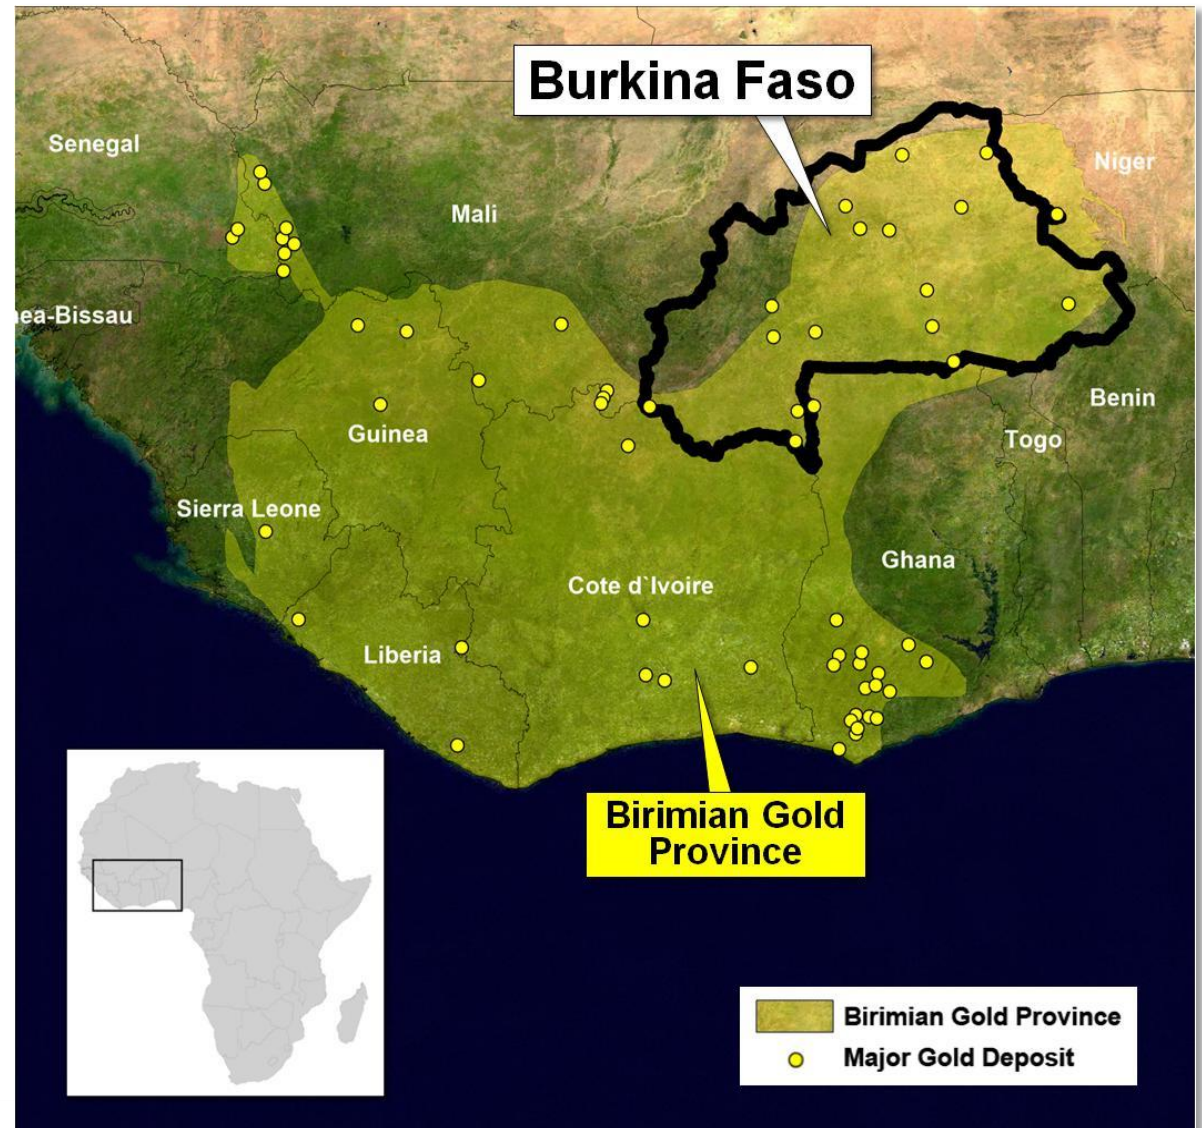 Burkina Faso
Senegal
Niger
Mali
nea-Bissau
Benin
Guinea
Togo
Sierra Leone
Ghana
Cote d`Ivoire
Liberia
Birimian Gold
Province
Birimian Gold Province
Major Gold Deposit